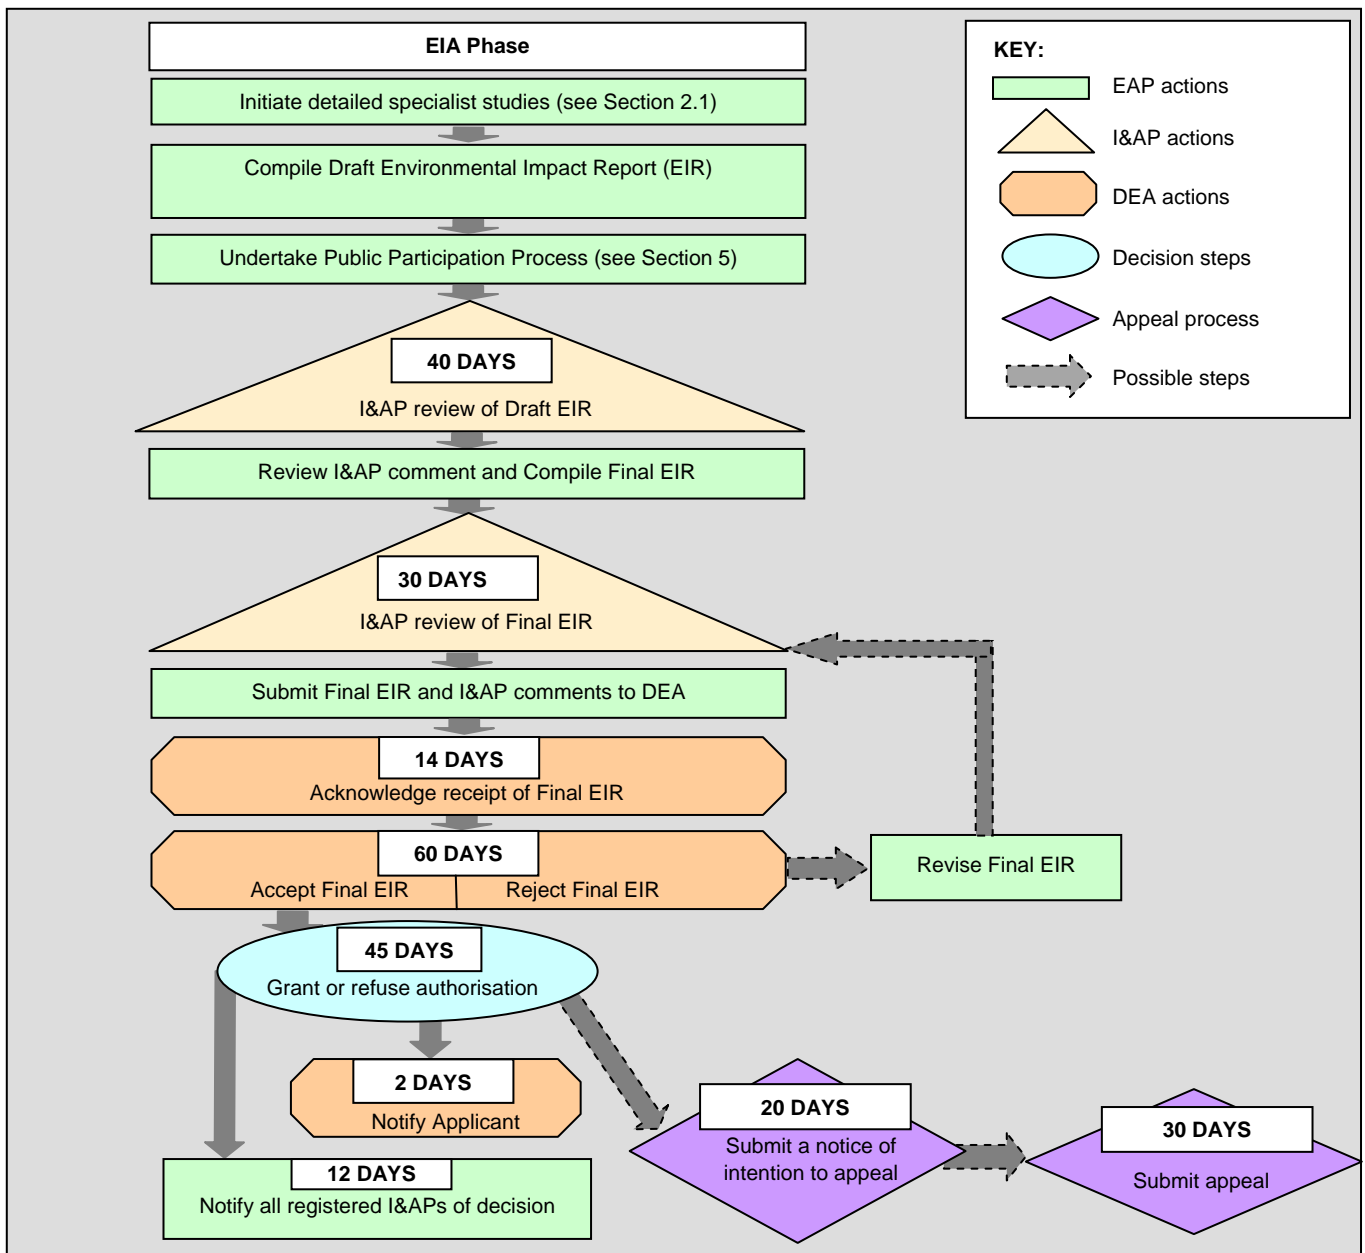 EIA Phase
Initiate detailed specialist studies (see Section 2.1)
Compile Draft Environmental Impact Report (EIR)
Undertake Public Participation Process (see Section 5)
40 DAYS
I&AP review of Draft EIR
Review I&AP comment and Compile Final EIR
30 DAYS
I&AP review of Final EIR
Submit Final EIR and I&AP comments to DEA
14 DAYS
Acknowledge receipt of Final EIR
60 DAYS
Accept Final EIR
Reject Final EIR
Revise Final EIR
45 DAYS
Grant or refuse authorisation
2 DAYS
Notify Applicant
12 DAYS
Notify all registered I&APs of decision
20 DAYS
Submit a notice of
intention to appeal
30 DAYS
Submit appeal
KEY:
EAP actions
I&AP actions
DEA actions
Decision steps
Appeal process
Possible steps